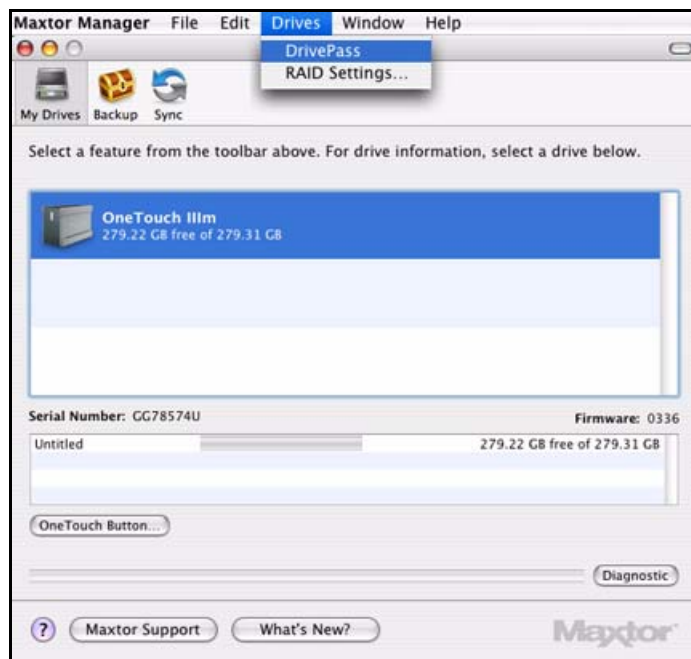 Maxtor Manager File Edit Drives Window Help
DrivePass
RAID Settings...
My Drives Backup Sync
Select a feature from the toolbar above. For drive information, select a drive below.
OneTouch IIIm
279.22 GB free of 279.31 GB
Serial Number: GG78574U Firmware: 0336
Untitled 279.22 GB free of 279.31 GB
OneTouch Button...
Diagnostic
? Maxtor Support What's New? Maxtor